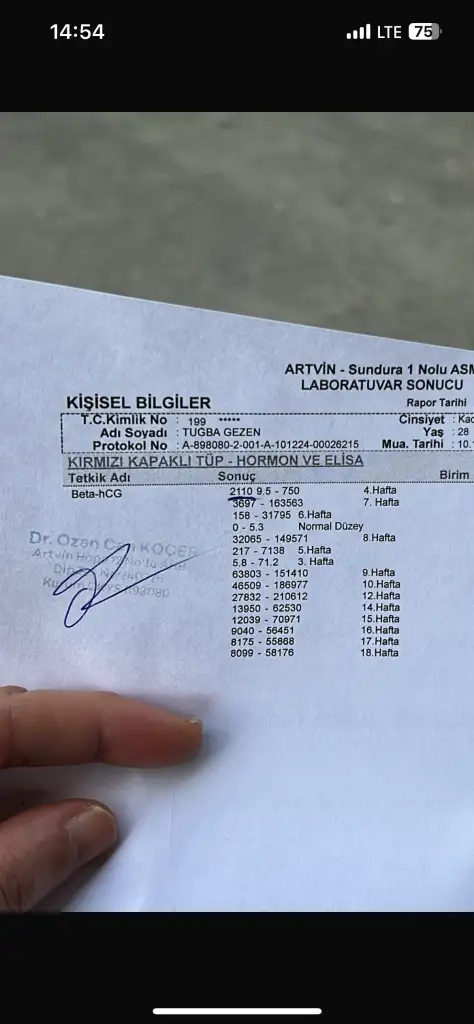 14:54 LTE 75
ARTVİN - Sundura 1 Nolu ASM
LABORATUVAR SONUCU
KİŞİSEL BİLGİLER
Rapor Tarihi
T.C.Kimlik No : 199 *****
Cinsiyet : Kad
Adı Soyadı : TUĞBA GEZEN
Yaş : 28
Protokol No : A-898080-2-001-A-101224-00026215
Mua. Tarihi : 10.
KIRMIZI KAPAKLI TÜP - HORMON VE ELİSA
Tetkik Adı Sonuç Birim
Beta-hCG 2110 9.5 - 750 4.Hafta
3697 - 163563 7. Hafta
158 - 31795 6.Hafta
0 - 5.3 Normal Düzey
32065 - 149571 8.Hafta
217 - 7138 5.Hafta
5.8 - 71.2 3. Hafta
63803 - 151410 9.Hafta
46509 - 186977 10.Hafta
27832 - 210612 12.Hafta
13950 - 62530 14.Hafta
12039 - 70971 15.Hafta
9040 - 56451 16.Hafta
8175 - 55868 17.Hafta
8099 - 58176 18.Hafta
Dr. Ozan Can
Artvin